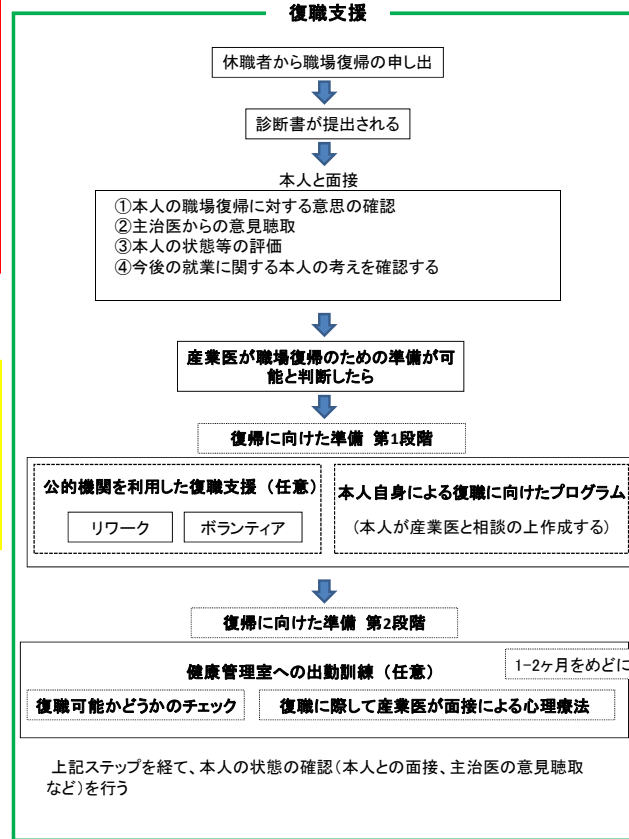 復職支援
休職者から職場復帰の申し出
診断書が提出される
本人と面接
①本人の職場復帰に対する意思の確認
②主治医からの意見聴取
③本人の状態等の評価
④今後の就業に関する本人の考えを確認する
産業医が職場復帰のための準備が可
能と判断したら
復帰に向けた準備 第1段階
公的機関を利用した復職支援（任意）
リワーク
ボランティア
本人自身による復職に向けたプログラム
（本人が産業医と相談の上作成する）
復帰に向けた準備 第2段階
1-2ヶ月をめどに
健康管理室への出勤訓練（任意）
復職可能かどうかのチェック
復職に際して産業医が面接による心理療法
上記ステップを経て、本人の状態の確認（本人との面接、主治医の意見聴取
など）を行う